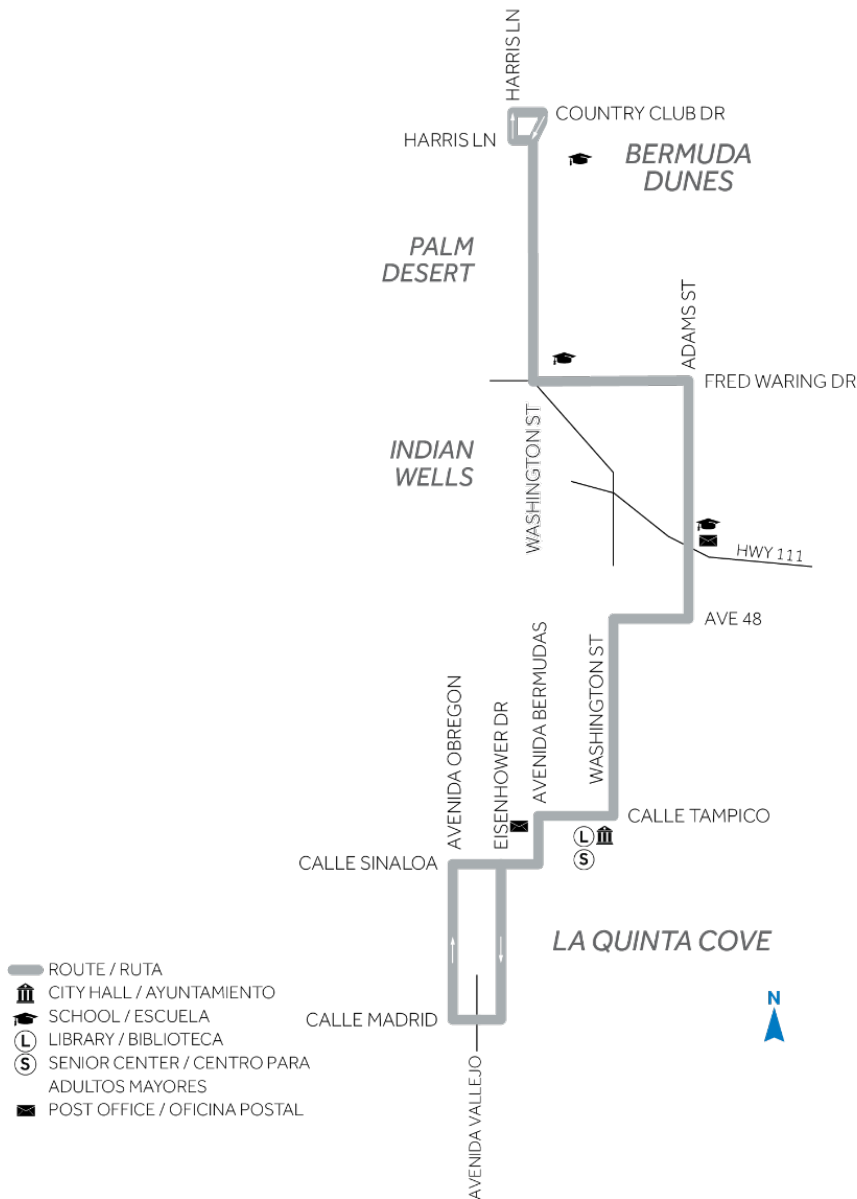 HARRIS LN
COUNTRY CLUB DR
HARRIS LN
BERMUDA
DUNES
PALM
DESERT
ADAMS ST
FRED WARING DR
WASHINGTON ST
INDIAN
WELLS
HWY 111
AVE 48
AVENIDA OBREGON
EISENHOWER DR
AVENIDA BERMUDAS
WASHINGTON ST
CALLE TAMPICO
L
S
CALLE SINALOA
LA QUINTA COVE
CALLE MADRID
AVENIDA VALLEJO
N
ROUTE / RUTA
CITY HALL / AYUNTAMIENTO
SCHOOL / ESCUELA
L LIBRARY / BIBLIOTECA
S SENIOR CENTER / CENTRO PARA
ADULTOS MAYORES
POST OFFICE / OFICINA POSTAL